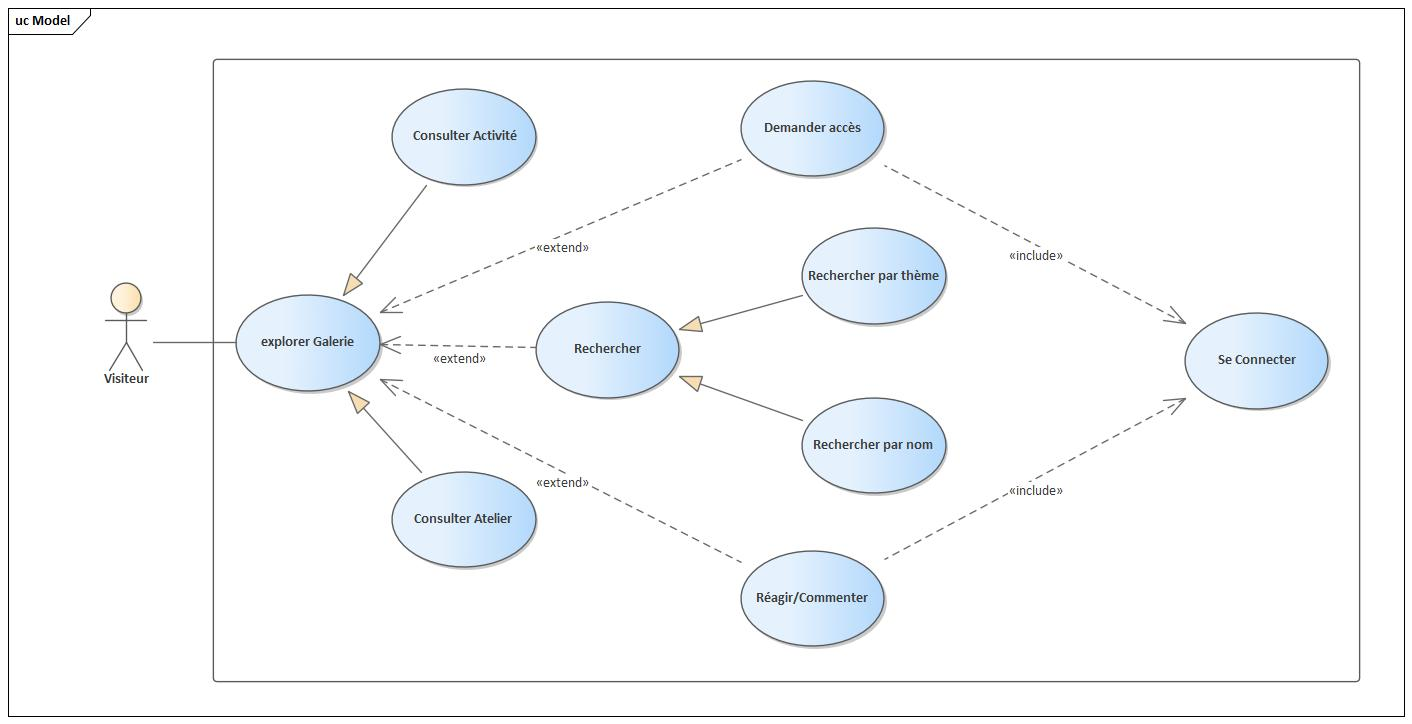 uc Model
Consulter Activité
Demander accès
«extend»
«include»
Rechercher par thème
explorer Galerie
Rechercher
«extend»
Se Connecter
Visiteur
Rechercher par nom
«extend»
«include»
Consulter Atelier
Réagir/Commenter